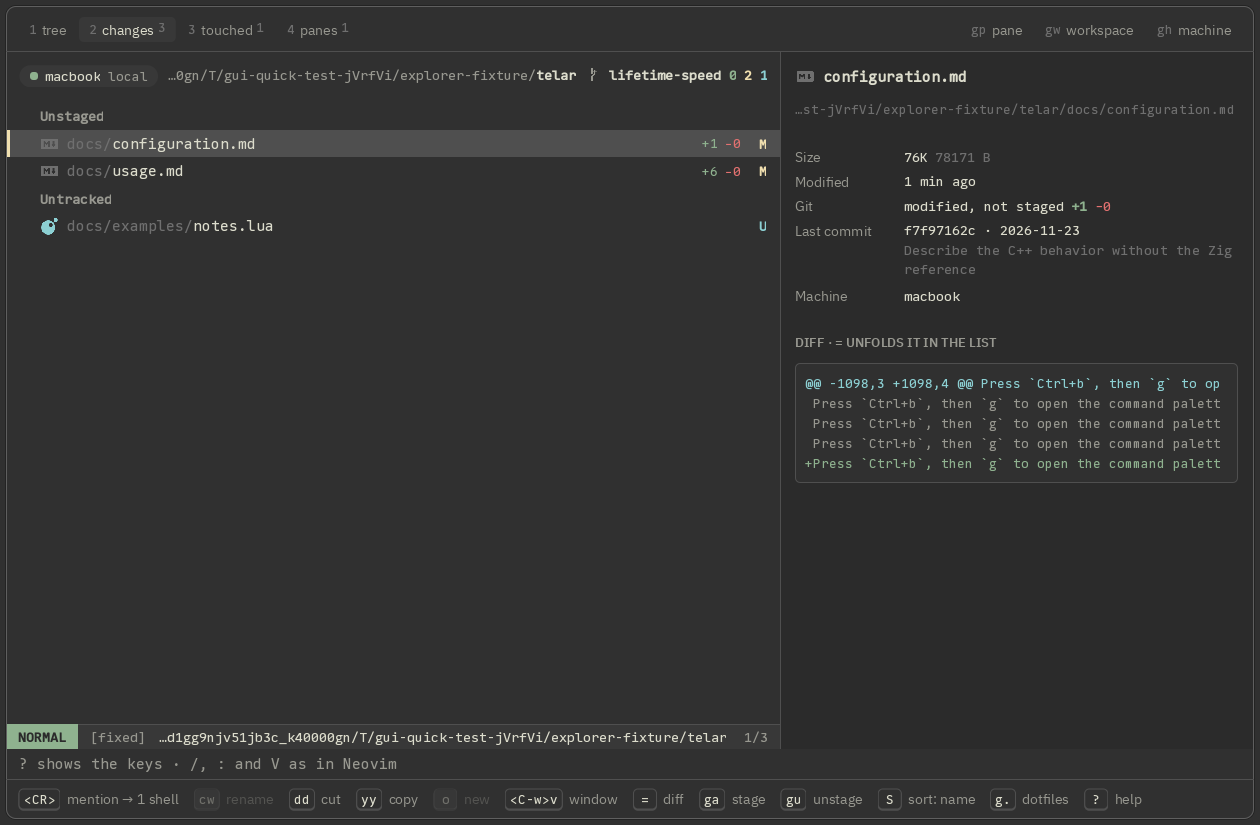 1 tree 2 changes 3 3 touched 1 4 panes 1 gp pane gw workspace gh machine
macbook local …0gn/T/gui-quick-test-jVrfVi/explorer-fixture/telar lifetime-speed 0 2 1
Unstaged
docs/configuration.md +1 -0 M
docs/usage.md +6 -0 M
Untracked
docs/examples/notes.lua U
configuration.md
…st-jVrfVi/explorer-fixture/telar/docs/configuration.md
Size 76K 78171 B
Modified 1 min ago
Git modified, not staged +1 -0
Last commit f7f97162c · 2026-11-23
Describe the C++ behavior without the Zig
reference
Machine macbook
DIFF · = UNFOLDS IT IN THE LIST
@@ -1098,3 +1098,4 @@ Press `Ctrl+b`, then `g` to op
Press `Ctrl+b`, then `g` to open the command palett
Press `Ctrl+b`, then `g` to open the command palett
Press `Ctrl+b`, then `g` to open the command palett
+Press `Ctrl+b`, then `g` to open the command palett
NORMAL [fixed] …d1gg9njv51jb3c_k40000gn/T/gui-quick-test-jVrfVi/explorer-fixture/telar 1/3
? shows the keys · /, : and V as in Neovim
<CR> mention → 1 shell cw rename dd cut yy copy o new <C-w>v window = diff ga stage gu unstage S sort: name g. dotfiles ? help